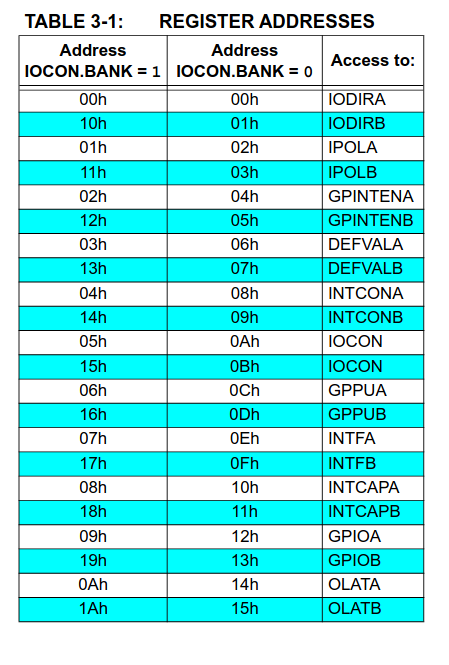 TABLE 3-1: REGISTER ADDRESSES
Address IOCON.BANK = 1 Address IOCON.BANK = 0 Access to:
00h 00h IODIRA
10h 01h IODIRB
01h 02h IPOLA
11h 03h IPOLB
02h 04h GPINTENA
12h 05h GPINTENB
03h 06h DEFVALA
13h 07h DEFVALB
04h 08h INTCONA
14h 09h INTCONB
05h 0Ah IOCON
15h 0Bh IOCON
06h 0Ch GPPUA
16h 0Dh GPPUB
07h 0Eh INTFA
17h 0Fh INTFB
08h 10h INTCAPA
18h 11h INTCAPB
09h 12h GPIOA
19h 13h GPIOB
0Ah 14h OLATA
1Ah 15h OLATB